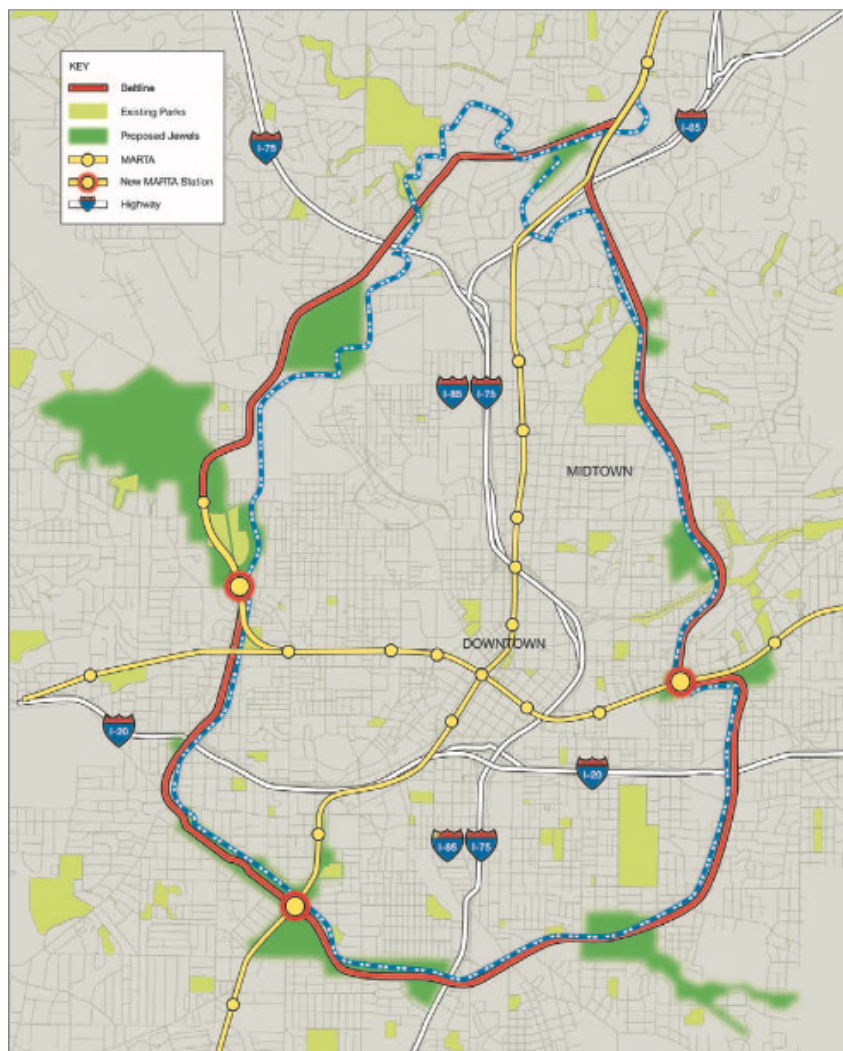 KEY
Beltline
Existing Parks
Proposed Jewels
MARTA
New MARTA Station
I-75
Highway
I-75
I-85
I-85
I-75
MIDTOWN
DOWNTOWN
I-20
I-20
I-85
I-75